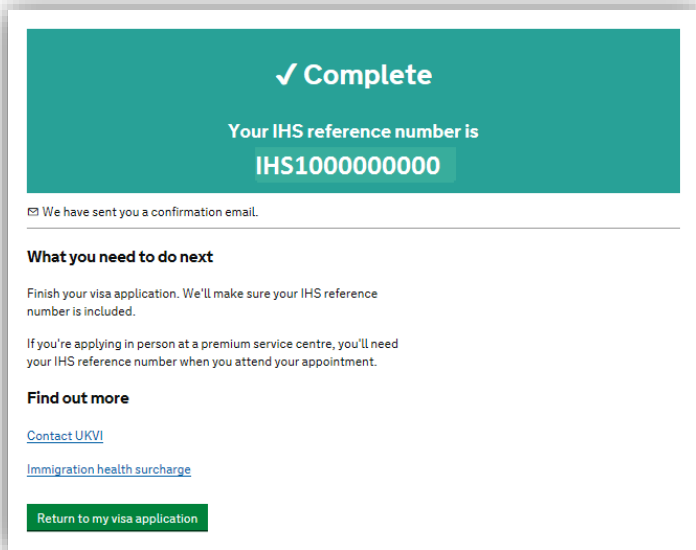 ✓ Complete
Your IHS reference number is
IHS1000000000
✉ We have sent you a confirmation email.
What you need to do next
Finish your visa application. We'll make sure your IHS reference
number is included.
If you're applying in person at a premium service centre, you'll need
your IHS reference number when you attend your appointment.
Find out more
Contact UKVI
Immigration health surcharge
Return to my visa application